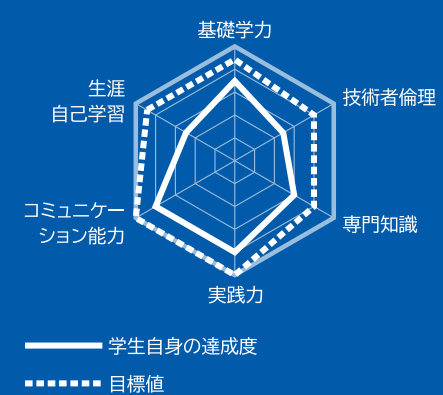 基礎学力
技術者倫理
専門知識
実践力
コミュニケー
ション能力
生涯
自己学習
学生自身の達成度
目標値